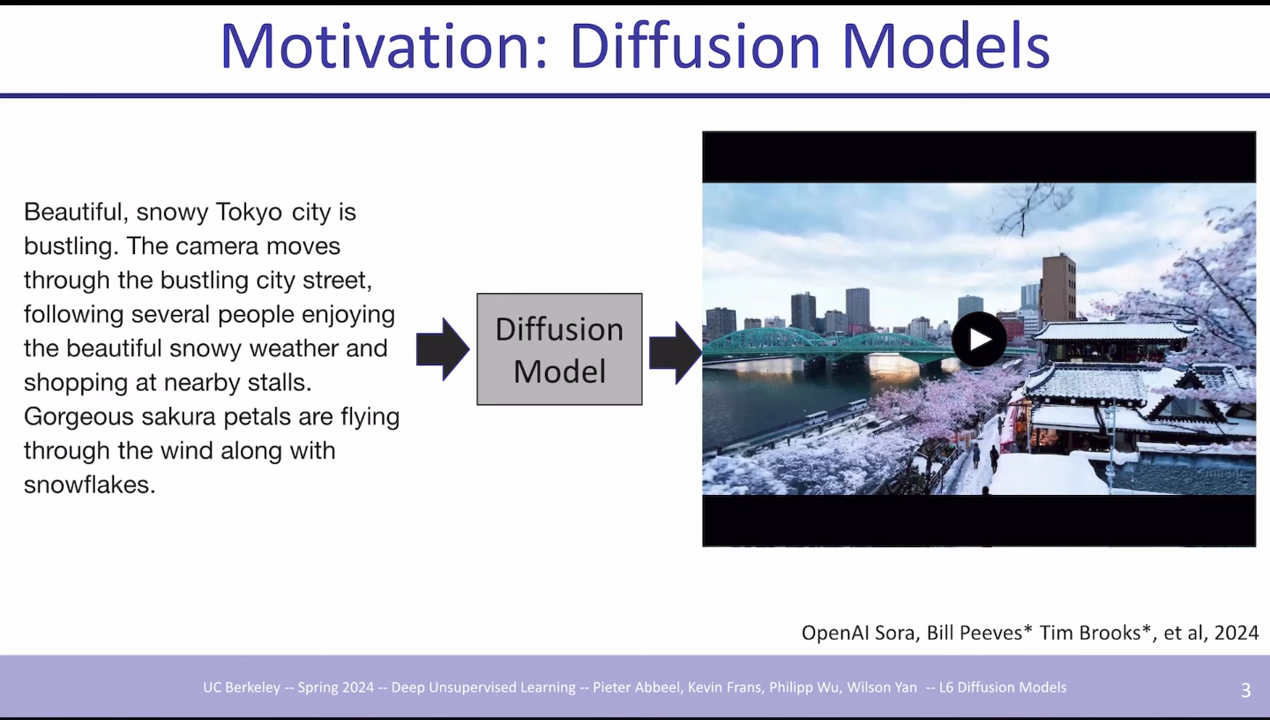 Motivation: Diffusion Models
Beautiful, snowy Tokyo city is
bustling. The camera moves
through the bustling city street,
following several people enjoying
the beautiful snowy weather and
shopping at nearby stalls.
Gorgeous sakura petals are flying
through the wind along with
snowflakes.
Diffusion
Model
OpenAI Sora, Bill Peeves* Tim Brooks*, et al, 2024
UC Berkeley -- Spring 2024 -- Deep Unsupervised Learning -- Pieter Abbeel, Kevin Frans, Philipp Wu, Wilson Yan -- L6 Diffusion Models
3